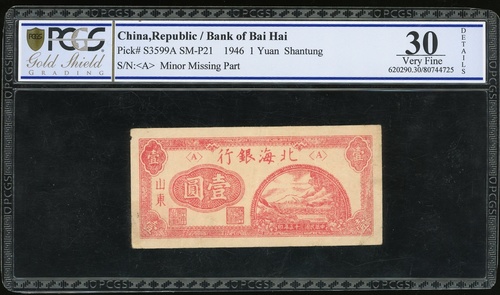 PCGS
Gold Shield
GRADING
China,Republic / Bank of Bai Hai
Pick# S3599A SM-P21 1946 1 Yuan Shantung
S/N:<A> Minor Missing Part
30
Very Fine
620290.30/80744725
DETAILS
壹 壹
行銀海北
<A> <A>
山東
圓壹